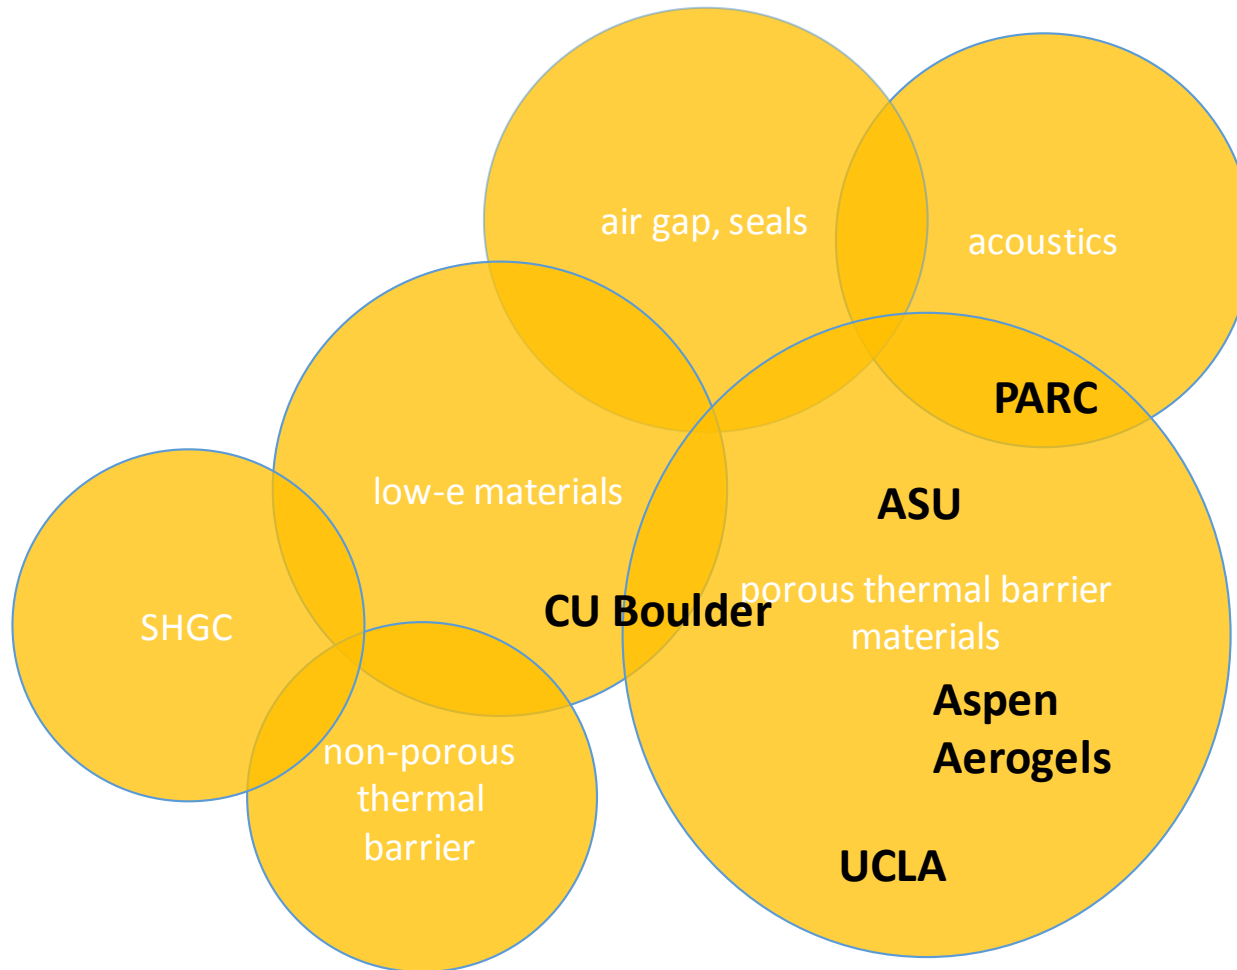 air gap, seals
acoustics
PARC
low-e materials
ASU
porous thermal barrier
materials
CU Boulder
SHGC
Aspen
Aerogels
non-porous
thermal
barrier
UCLA